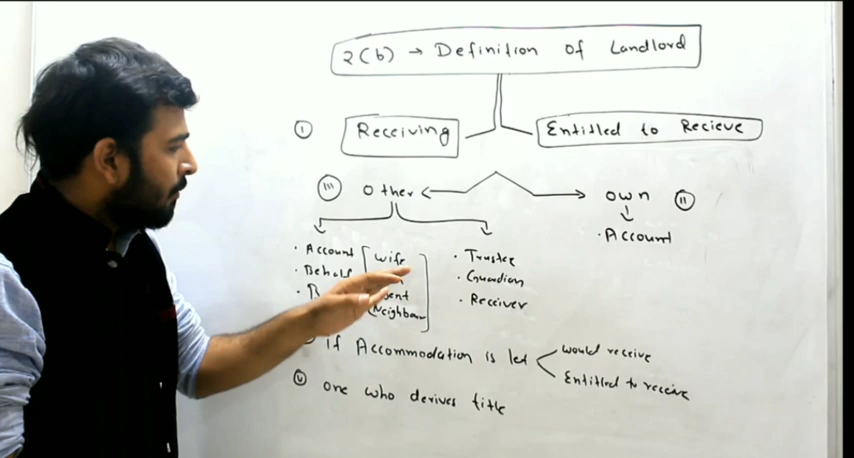 2(b) → Definition of Landlord
I Receiving Entitled to Recieve
III Other ← → own II
· Account
· Account [ wife ] · Trustee
· Behalf · Guardian
Neighbour · Receiver
If Accommodation is let < would receive
Entitled to receive
V one who derives title